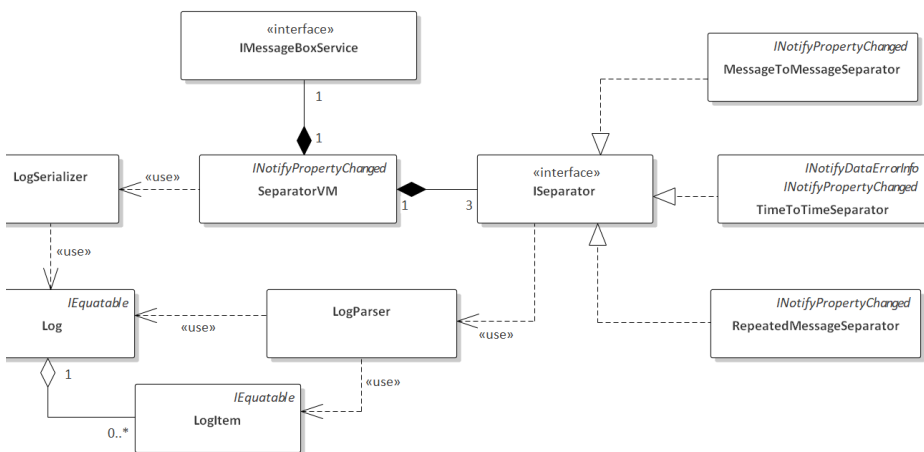 «interface»
IMessageBoxService
1
1
INotifyPropertyChanged
MessageToMessageSeparator
LogSerializer
«use»
INotifyPropertyChanged
SeparatorVM
1
3
«interface»
ISeparator
INotifyDataErrorInfo
INotifyPropertyChanged
TimeToTimeSeparator
«use»
IEquatable
Log
«use»
LogParser
«use»
INotifyPropertyChanged
RepeatedMessageSeparator
1
«use»
IEquatable
LogItem
0..*